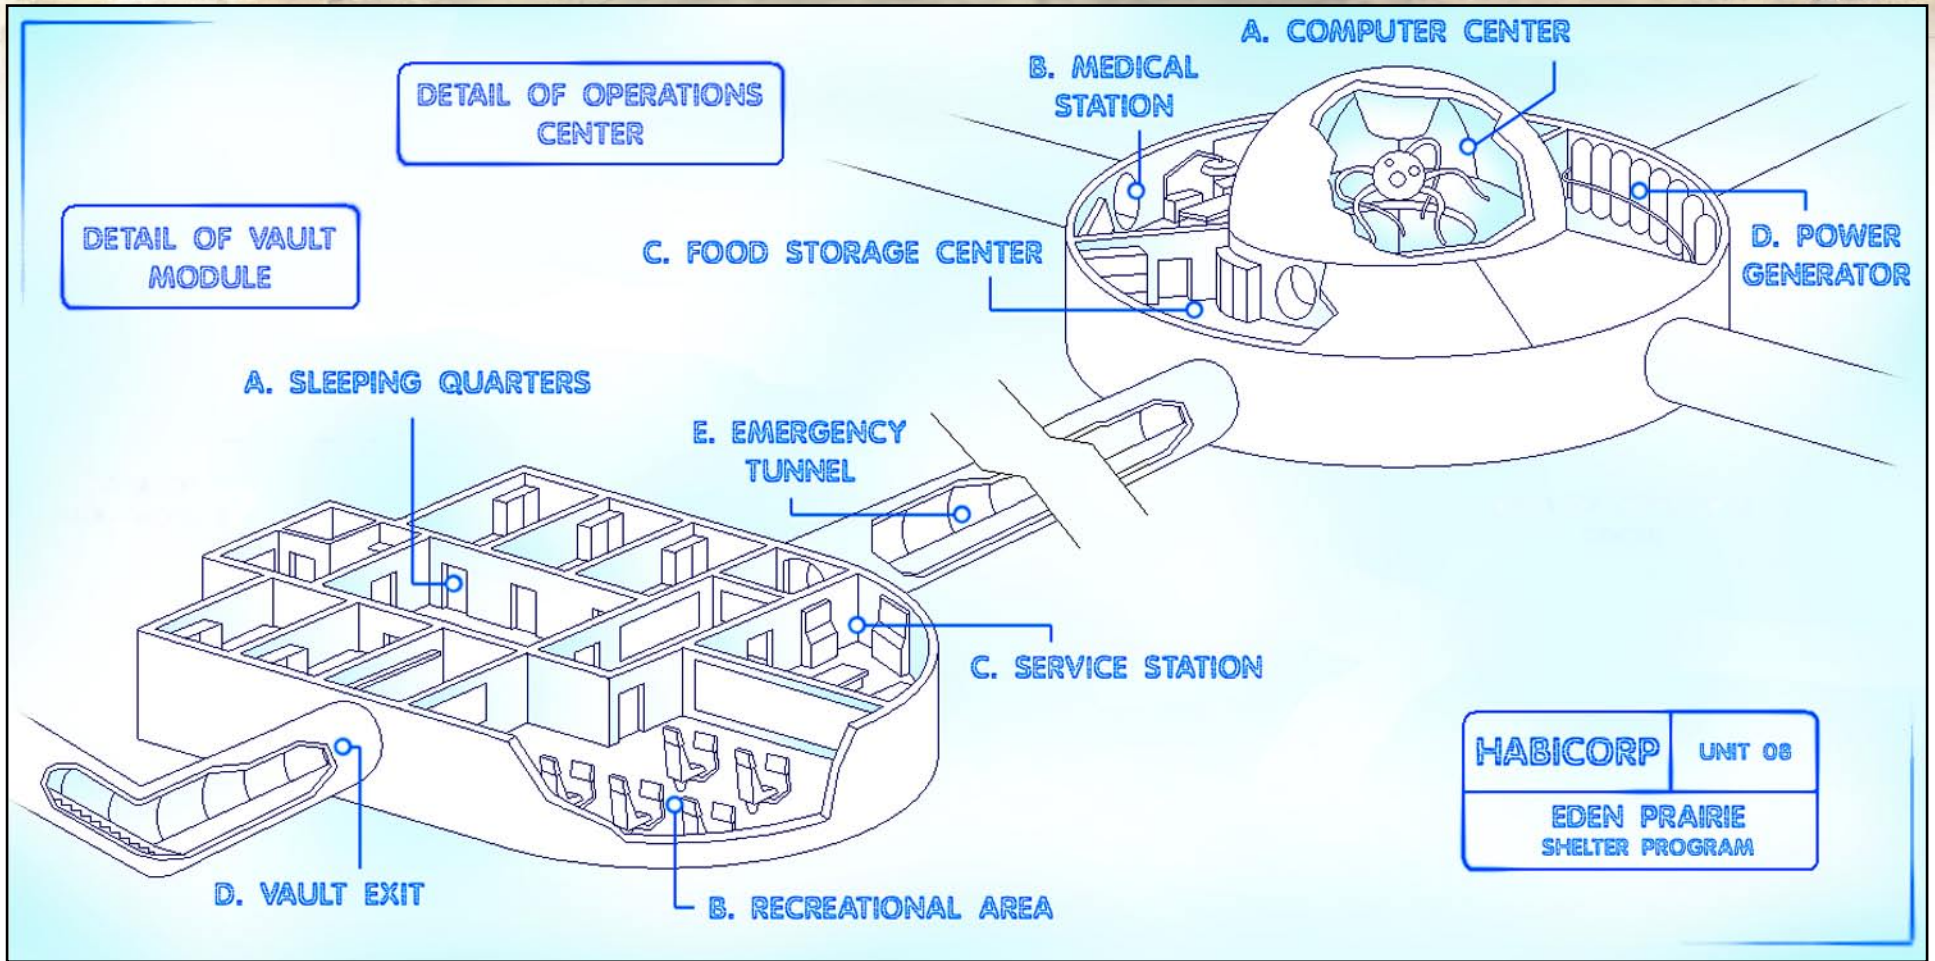 DETAIL OF OPERATIONS
CENTER
A. COMPUTER CENTER
B. MEDICAL
STATION
C. FOOD STORAGE CENTER
D. POWER
GENERATOR
DETAIL OF VAULT
MODULE
A. SLEEPING QUARTERS
E. EMERGENCY
TUNNEL
C. SERVICE STATION
D. VAULT EXIT
B. RECREATIONAL AREA
HABICORP
UNIT 08
EDEN PRAIRIE
SHELTER PROGRAM